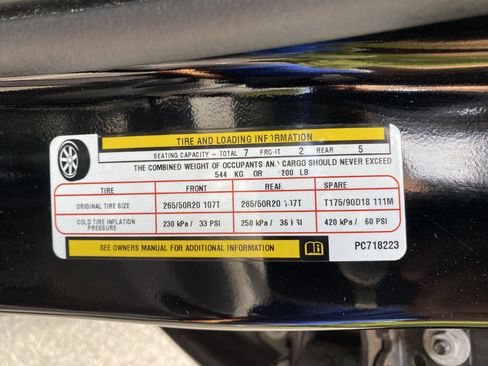 TIRE AND LOADING INFORMATION
SEATING CAPACITY - TOTAL 7 FRONT 2 REAR 5
THE COMBINED WEIGHT OF OCCUPANTS AND CARGO SHOULD NEVER EXCEED
544 KG OR 1200 LB
TIRE FRONT REAR SPARE
ORIGINAL TIRE SIZE 265/50R20 107T 265/50R20 107T T175/90D18 111M
COLD TIRE INFLATION PRESSURE 230 kPa / 33 PSI 250 kPa / 36 PSI 420 kPa / 60 PSI
SEE OWNERS MANUAL FOR ADDITIONAL INFORMATION PC718223